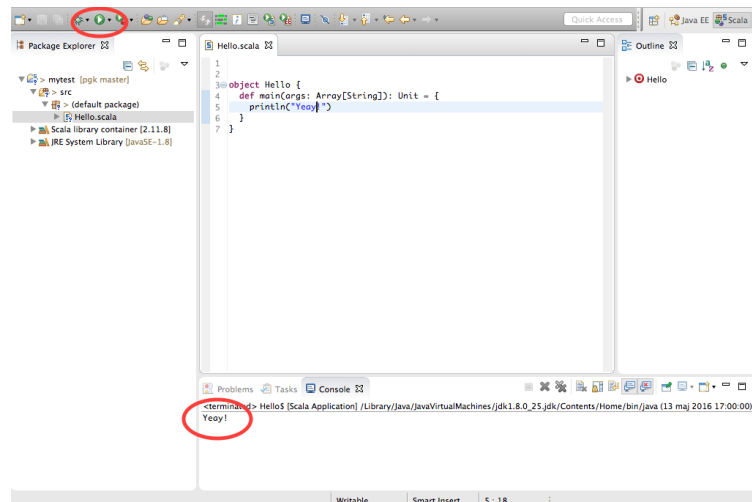 Quick Access
Java EE
Scala
Package Explorer
> mytest [pgk master]
> src
> (default package)
Hello.scala
Scala library container [2.11.8]
JRE System Library [JavaSE-1.8]
Hello.scala
1
2
3 object Hello {
4 def main(args: Array[String]): Unit = {
5 println("Yeay!")
6 }
7 }
Outline
Hello
Problems
Tasks
Console
<terminated> Hello$ [Scala Application] /Library/Java/JavaVirtualMachines/jdk1.8.0_25.jdk/Contents/Home/bin/java (13 maj 2016 17:00:00)
Yeay!
Writable
Smart Insert
5 : 18